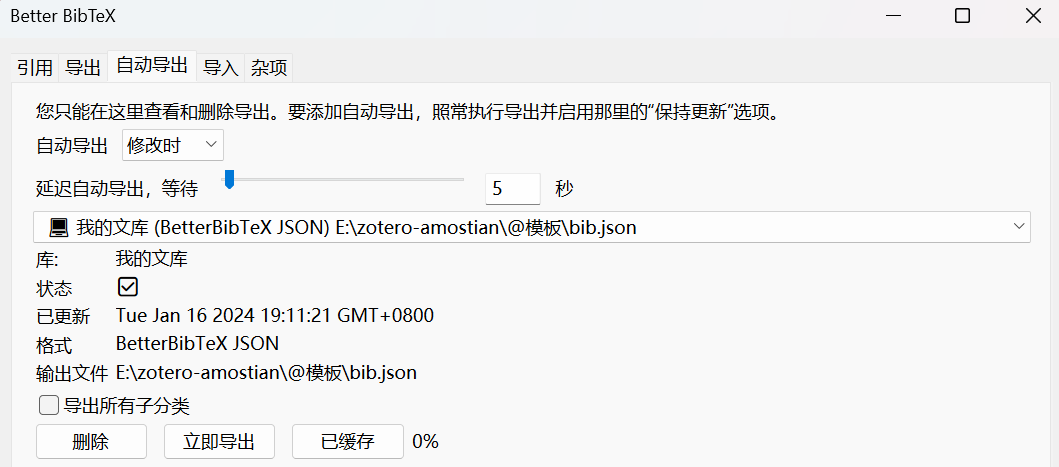 Better BibTeX
引用 导出 自动导出 导入 杂项
您只能在这里查看和删除导出。要添加自动导出，照常执行导出并启用那里的“保持更新”选项。
自动导出 修改时
延迟自动导出，等待 5 秒
我的文库 (BetterBibTeX JSON) E:\zotero-amostian\@模板\bib.json
库: 我的文库
状态
已更新 Tue Jan 16 2024 19:11:21 GMT+0800
格式 BetterBibTeX JSON
输出文件 E:\zotero-amostian\@模板\bib.json
导出所有子分类
删除 立即导出 已缓存 0%